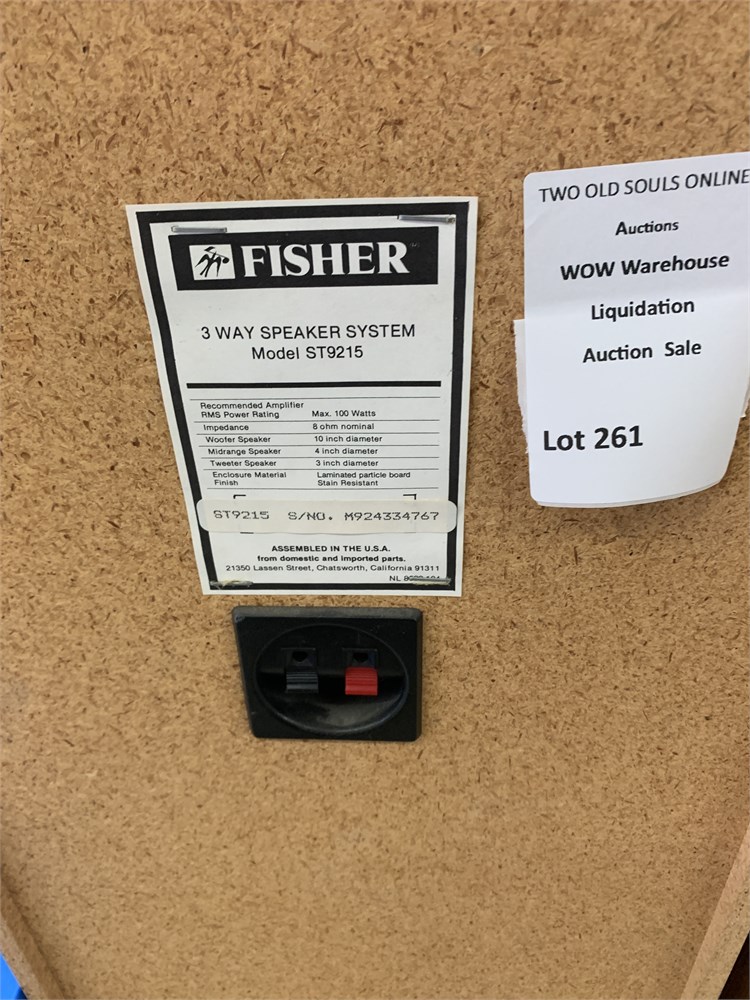 FISHER
3 WAY SPEAKER SYSTEM
Model ST9215
Recommended Amplifier
RMS Power Rating Max. 100 Watts
Impedance 8 ohm nominal
Woofer Speaker 10 inch diameter
Midrange Speaker 4 inch diameter
Tweeter Speaker 3 inch diameter
Enclosure Material Laminated particle board
Finish Stain Resistant
ST9215 S/NO. M924334767
ASSEMBLED IN THE U.S.A.
from domestic and imported parts.
21350 Lassen Street, Chatsworth, California 91311
NL
TWO OLD SOULS ONLINE
Auctions
WOW Warehouse
Liquidation
Auction Sale
Lot 261